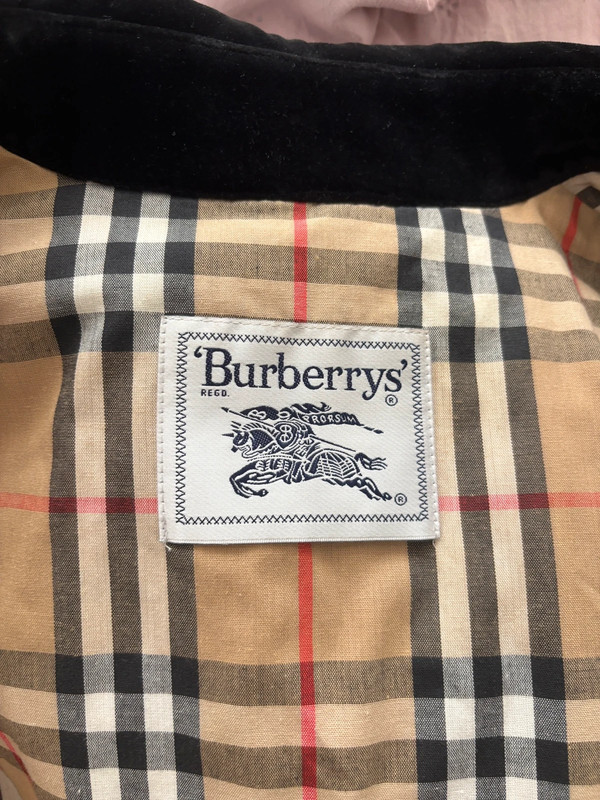 'Burberrys'
REGD.
®
PRORSUM
®